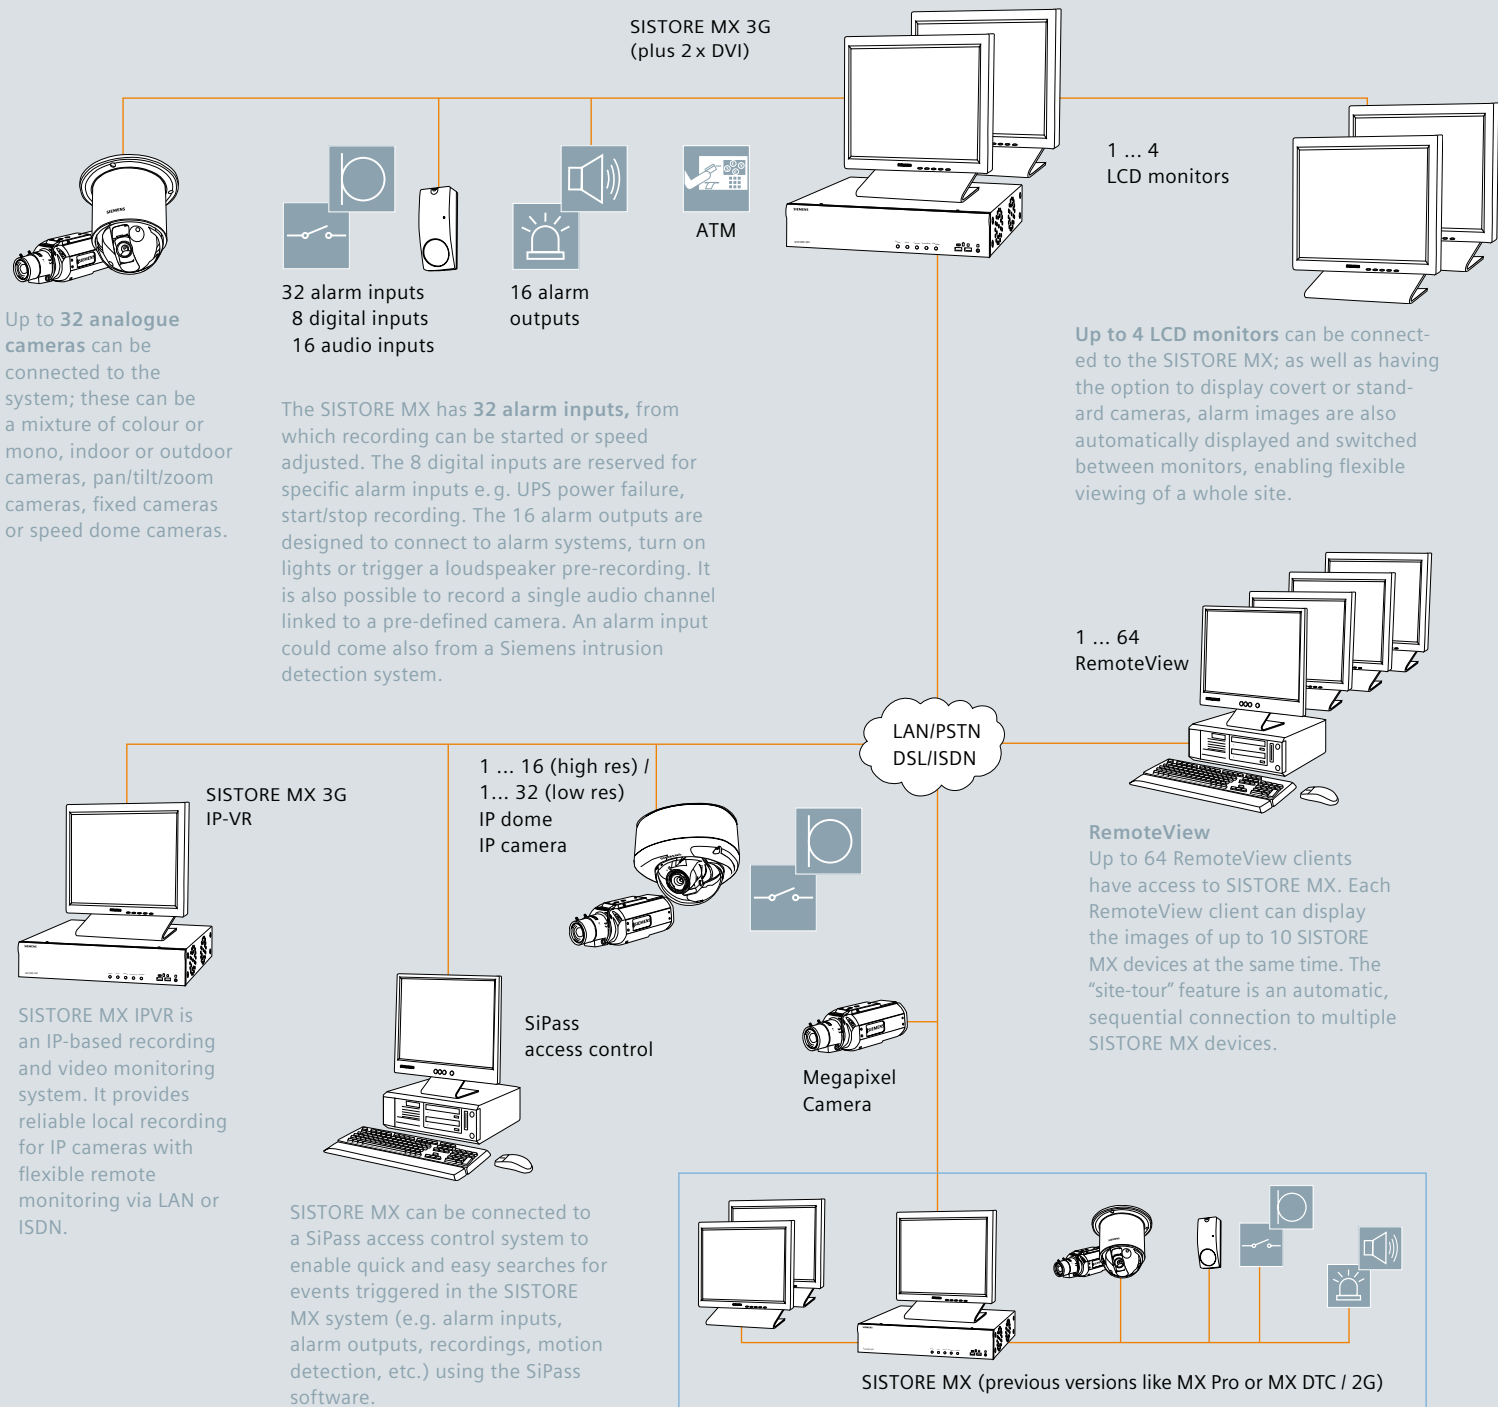 SISTORE MX 3G
(plus 2 x DVI)
1 ... 4
LCD monitors
ATM
32 alarm inputs
8 digital inputs
16 audio inputs
16 alarm
outputs
SIEMENS
SIEMENS
SIEMENS
Up to 32 analogue
cameras can be
connected to the
system; these can be
a mixture of colour or
mono, indoor or outdoor
cameras, pan/tilt/zoom
cameras, fixed cameras
or speed dome cameras.
The SISTORE MX has 32 alarm inputs, from
which recording can be started or speed
adjusted. The 8 digital inputs are reserved for
specific alarm inputs e. g. UPS power failure,
start/stop recording. The 16 alarm outputs are
designed to connect to alarm systems, turn on
lights or trigger a loudspeaker pre-recording. It
is also possible to record a single audio channel
linked to a pre-defined camera. An alarm input
could come also from a Siemens intrusion
detection system.
Up to 4 LCD monitors can be connect-
ed to the SISTORE MX; as well as having
the option to display covert or stand-
ard cameras, alarm images are also
automatically displayed and switched
between monitors, enabling flexible
viewing of a whole site.
1 ... 64
RemoteView
LAN/PSTN
DSL/ISDN
RemoteView
Up to 64 RemoteView clients
have access to SISTORE MX. Each
RemoteView client can display
the images of up to 10 SISTORE
MX devices at the same time. The
“site-tour” feature is an automatic,
sequential connection to multiple
SISTORE MX devices.
SISTORE MX 3G
IP-VR
1 ... 16 (high res) /
1... 32 (low res)
IP dome
IP camera
SIEMENS
SISTORE MX IPVR is
an IP-based recording
and video monitoring
system. It provides
reliable local recording
for IP cameras with
flexible remote
monitoring via LAN or
ISDN.
SiPass
access control
SISTORE MX can be connected to
a SiPass access control system to
enable quick and easy searches for
events triggered in the SISTORE
MX system (e.g. alarm inputs,
alarm outputs, recordings, motion
detection, etc.) using the SiPass
software.
Megapixel
Camera
SISTORE MX (previous versions like MX Pro or MX DTC / 2G)